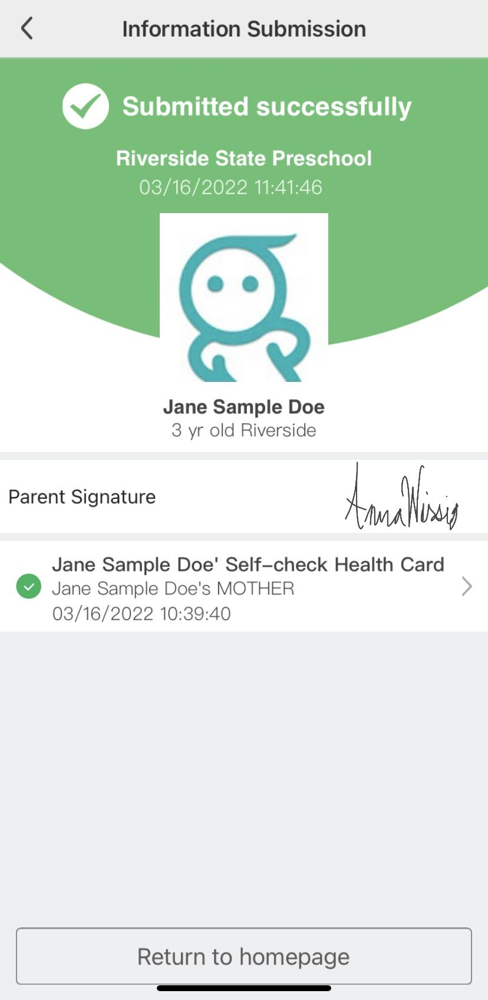 Information Submission
Submitted successfully
Riverside State Preschool
03/16/2022 11:41:46
Jane Sample Doe
3 yr old Riverside
Parent Signature
Anna Wissig
Jane Sample Doe' Self-check Health Card
Jane Sample Doe's MOTHER
03/16/2022 10:39:40
Return to homepage